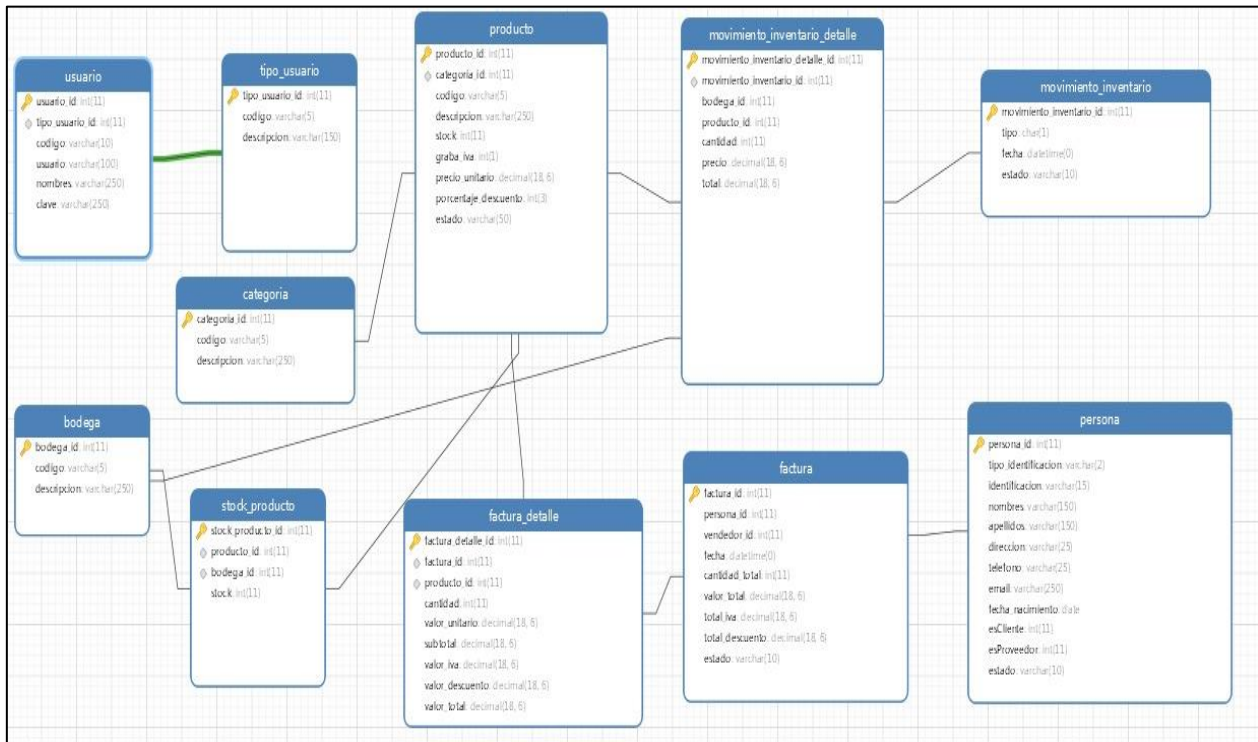 usuario
usuario_id: int(11)
tipo_usuario_id: int(11)
codigo: varchar(10)
usuario: varchar(100)
nombres: varchar(250)
clave: varchar(250)
tipo_usuario
tipo_usuario_id: int(11)
codigo: varchar(5)
descripcion: varchar(150)
producto
producto_id: int(11)
categoria_id: int(11)
codigo: varchar(5)
descripcion: varchar(250)
stock: int(11)
graba_iva: int(1)
precio_unitario: decimal(18, 6)
porcentaje_descuento: int(3)
estado: varchar(50)
movimiento_inventario_detalle
movimiento_inventario_detalle_id: int(11)
movimiento_inventario_id: int(11)
bodega_id: int(11)
producto_id: int(11)
cantidad: int(11)
precio: decimal(18, 6)
total: decimal(18, 6)
movimiento_inventario
movimiento_inventario_id: int(11)
tipo: char(1)
fecha: datetime(0)
estado: varchar(10)
categoria
categoria_id: int(11)
codigo: varchar(5)
descripcion: varchar(250)
bodega
bodega_id: int(11)
codigo: varchar(5)
descripcion: varchar(250)
stock_producto
stock_producto_id: int(11)
producto_id: int(11)
bodega_id: int(11)
stock: int(11)
factura_detalle
factura_detalle_id: int(11)
factura_id: int(11)
producto_id: int(11)
cantidad: int(11)
valor_unitario: decimal(18, 6)
subtotal: decimal(18, 6)
valor_iva: decimal(18, 6)
valor_descuento: decimal(18, 6)
valor_total: decimal(18, 6)
factura
factura_id: int(11)
persona_id: int(11)
vendedor_id: int(11)
fecha: datetime(0)
cantidad_total: int(11)
valor_total: decimal(18, 6)
total_iva: decimal(18, 6)
total_descuento: decimal(18, 6)
estado: varchar(10)
persona
persona_id: int(11)
tipo_identificacion: varchar(2)
identificacion: varchar(15)
nombres: varchar(150)
apellidos: varchar(150)
direccion: varchar(25)
telefono: varchar(25)
email: varchar(250)
fecha_nacimiento: date
esCliente: int(11)
esProveedor: int(11)
estado: varchar(10)